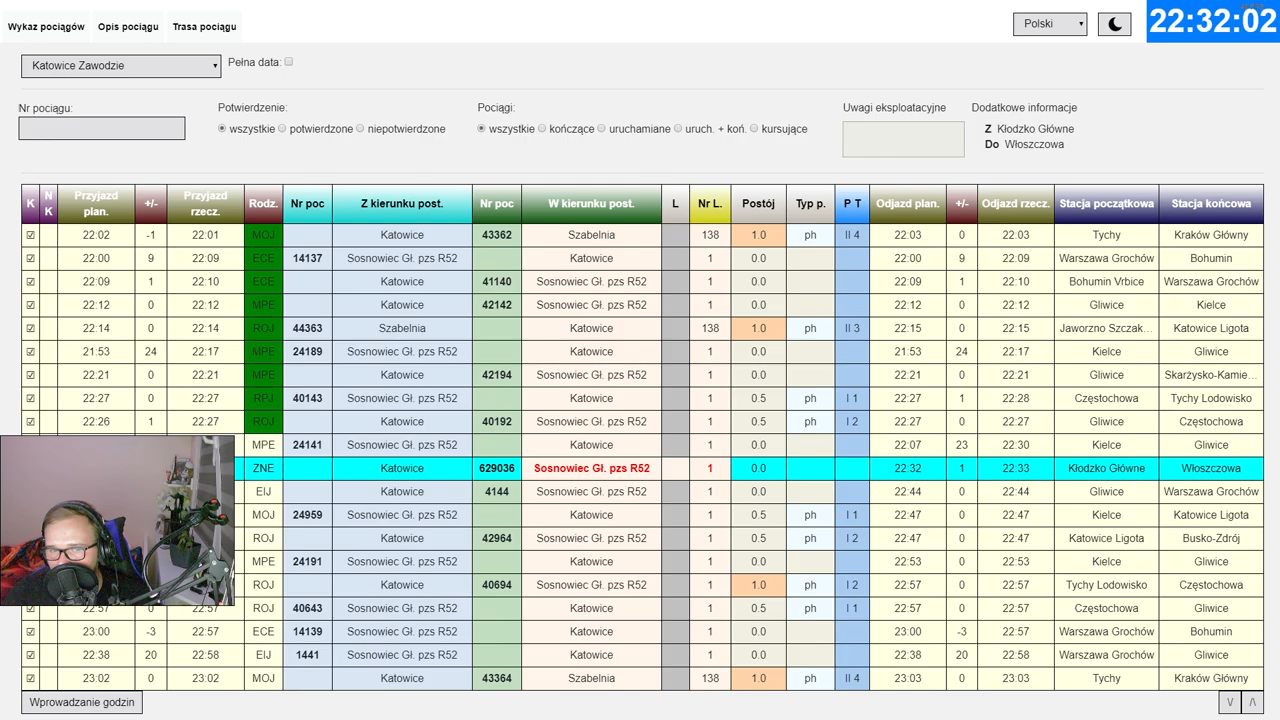 Wykaz pociągów Opis pociągu Trasa pociągu Polski 22:32:02
Katowice Zawodzie Pełna data:
Nr pociągu: Potwierdzenie: Pociągi: Uwagi eksploatacyjne Dodatkowe informacje
wszystkie potwierdzone niepotwierdzone wszystkie kończące uruchamiane uruch. + koń. kursujące Z Kłodzko Główne
Do Włoszczowa
K N K Przyjazd plan. +/- Przyjazd rzecz. Rodz. Nr poc Z kierunku post. Nr poc W kierunku post. L Nr L. Postój Typ p. P T Odjazd plan. +/- Odjazd rzecz. Stacja początkowa Stacja końcowa
22:02 -1 22:01 MOJ Katowice 43362 Szabelnia 138 1.0 ph II 4 22:03 0 22:03 Tychy Kraków Główny
22:00 9 22:09 ECE 14137 Sosnowiec Gł. pzs R52 Katowice 1 0.0 22:00 9 22:09 Warszawa Grochów Bohumin
22:09 1 22:10 ECE Katowice 41140 Sosnowiec Gł. pzs R52 1 0.0 22:09 1 22:10 Bohumin Vrbice Warszawa Grochów
22:12 0 22:12 MPE Katowice 42142 Sosnowiec Gł. pzs R52 1 0.0 22:12 0 22:12 Gliwice Kielce
22:14 0 22:14 ROJ 44363 Szabelnia Katowice 138 1.0 ph II 3 22:15 0 22:15 Jaworzno Szczak... Katowice Ligota
21:53 24 22:17 MPE 24189 Sosnowiec Gł. pzs R52 Katowice 1 0.0 21:53 24 22:17 Kielce Gliwice
22:21 0 22:21 MPE Katowice 42194 Sosnowiec Gł. pzs R52 1 0.0 22:21 0 22:21 Gliwice Skarżysko-Kamie...
22:27 0 22:27 RPJ 40143 Sosnowiec Gł. pzs R52 Katowice 1 0.5 ph I 1 22:27 1 22:28 Częstochowa Tychy Lodowisko
22:26 1 22:27 ROJ Katowice 40192 Sosnowiec Gł. pzs R52 1 0.5 ph I 2 22:27 0 22:27 Gliwice Częstochowa
MPE 24141 Sosnowiec Gł. pzs R52 Katowice 1 0.0 22:07 23 22:30 Kielce Gliwice
ZNE Katowice 629036 Sosnowiec Gł. pzs R52 1 0.0 22:32 1 22:33 Kłodzko Główne Włoszczowa
EIJ Katowice 4144 Sosnowiec Gł. pzs R52 1 0.0 22:44 0 22:44 Gliwice Warszawa Grochów
MOJ 24959 Sosnowiec Gł. pzs R52 Katowice 1 0.5 ph I 1 22:47 0 22:47 Kielce Katowice Ligota
ROJ Katowice 42964 Sosnowiec Gł. pzs R52 1 0.5 ph I 2 22:47 0 22:47 Katowice Ligota Busko-Zdrój
MPE 24191 Sosnowiec Gł. pzs R52 Katowice 1 0.0 22:53 0 22:53 Kielce Gliwice
ROJ Katowice 40694 Sosnowiec Gł. pzs R52 1 1.0 ph I 2 22:57 0 22:57 Tychy Lodowisko Częstochowa
22:57 0 22:57 ROJ 40643 Sosnowiec Gł. pzs R52 Katowice 1 0.5 ph I 1 22:57 0 22:57 Częstochowa Gliwice
23:00 -3 22:57 ECE 14139 Sosnowiec Gł. pzs R52 Katowice 1 0.0 23:00 -3 22:57 Warszawa Grochów Bohumin
22:38 20 22:58 EIJ 1441 Sosnowiec Gł. pzs R52 Katowice 1 0.0 22:38 20 22:58 Warszawa Grochów Gliwice
23:02 0 23:02 MOJ Katowice 43364 Szabelnia 138 1.0 ph II 4 23:03 0 23:03 Tychy Kraków Główny
Wprowadzanie godzin